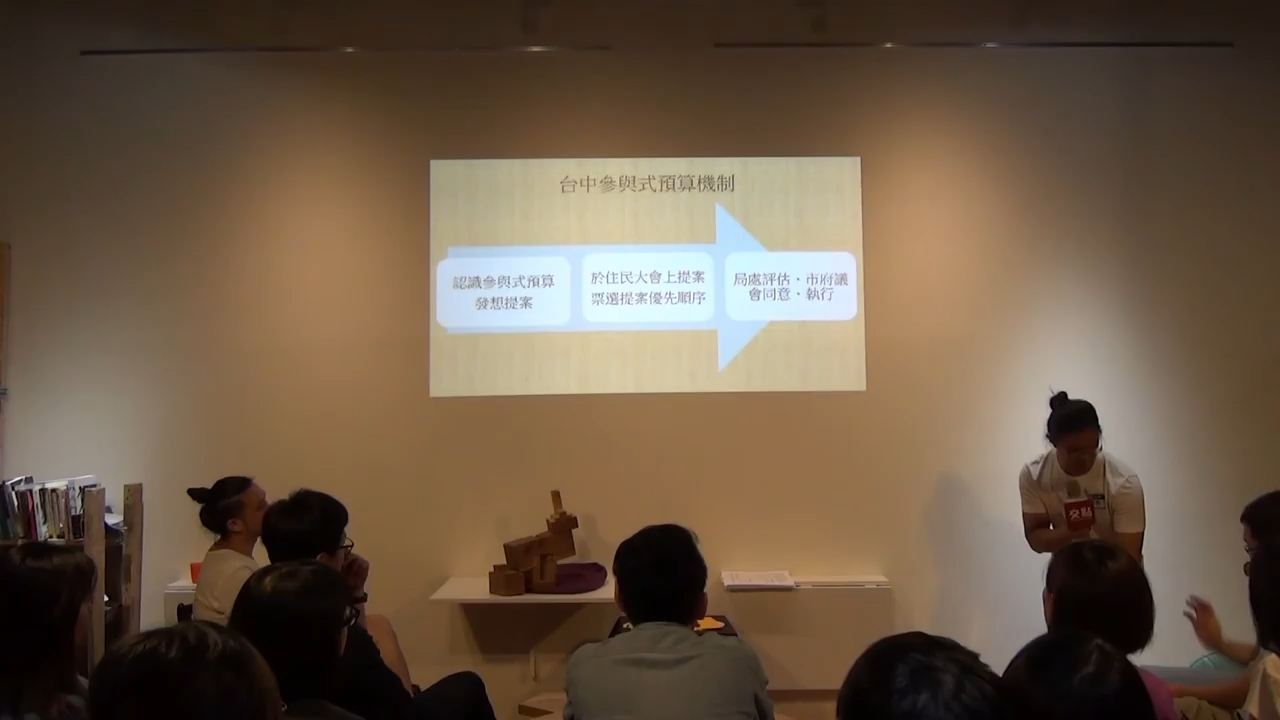 台中參與式預算機制
認識參與式預算
發想提案
於住民大會上提案
票選提案優先順序
局處評估・市府議
會同意・執行
交點